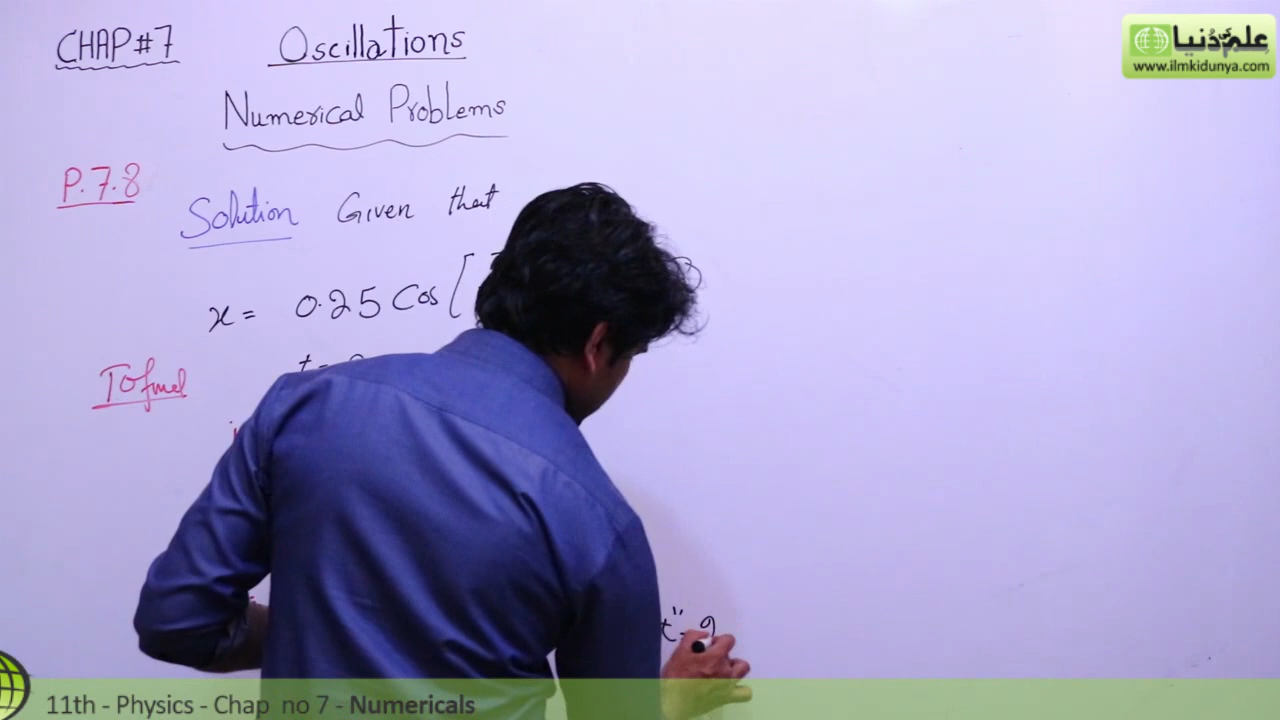 CHAP#7 Oscillations
علم کی دُنیا
www.ilmkidunya.com
Numerical Problems
P.7.8
Solution Given that
x = 0.25 Cos [
To find
t =
t" =
11th - Physics - Chap no 7 - Numericals